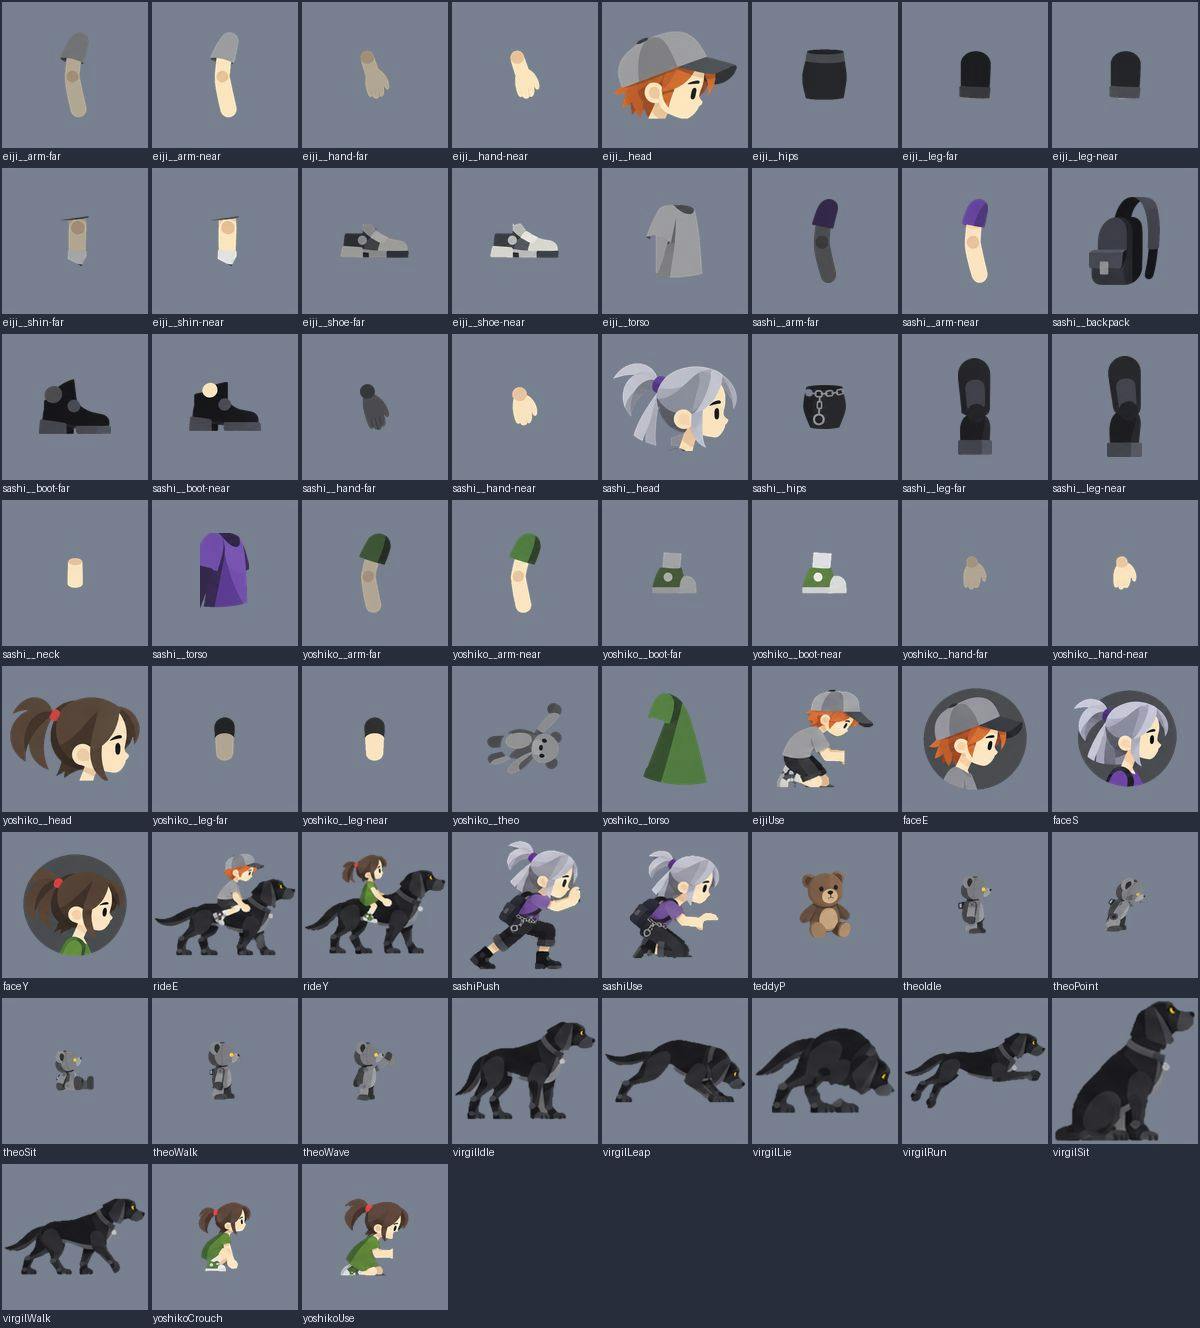 eiji__arm-far
eiji__arm-near
eiji__hand-far
eiji__hand-near
eiji__head
eiji__hips
eiji__leg-far
eiji__leg-near
eiji__shin-far
eiji__shin-near
eiji__shoe-far
eiji__shoe-near
eiji__torso
sashi__arm-far
sashi__arm-near
sashi__backpack
sashi__boot-far
sashi__boot-near
sashi__hand-far
sashi__hand-near
sashi__head
sashi__hips
sashi__leg-far
sashi__leg-near
sashi__neck
sashi__torso
yoshiko__arm-far
yoshiko__arm-near
yoshiko__boot-far
yoshiko__boot-near
yoshiko__hand-far
yoshiko__hand-near
yoshiko__head
yoshiko__leg-far
yoshiko__leg-near
yoshiko__theo
yoshiko__torso
eijiUse
faceE
faceS
faceY
rideE
rideY
sashiPush
sashiUse
teddyP
theoIdle
theoPoint
theoSit
theoWalk
theoWave
virgilIdle
virgilLeap
virgilLie
virgilRun
virgilSit
virgilWalk
yoshikoCrouch
yoshikoUse